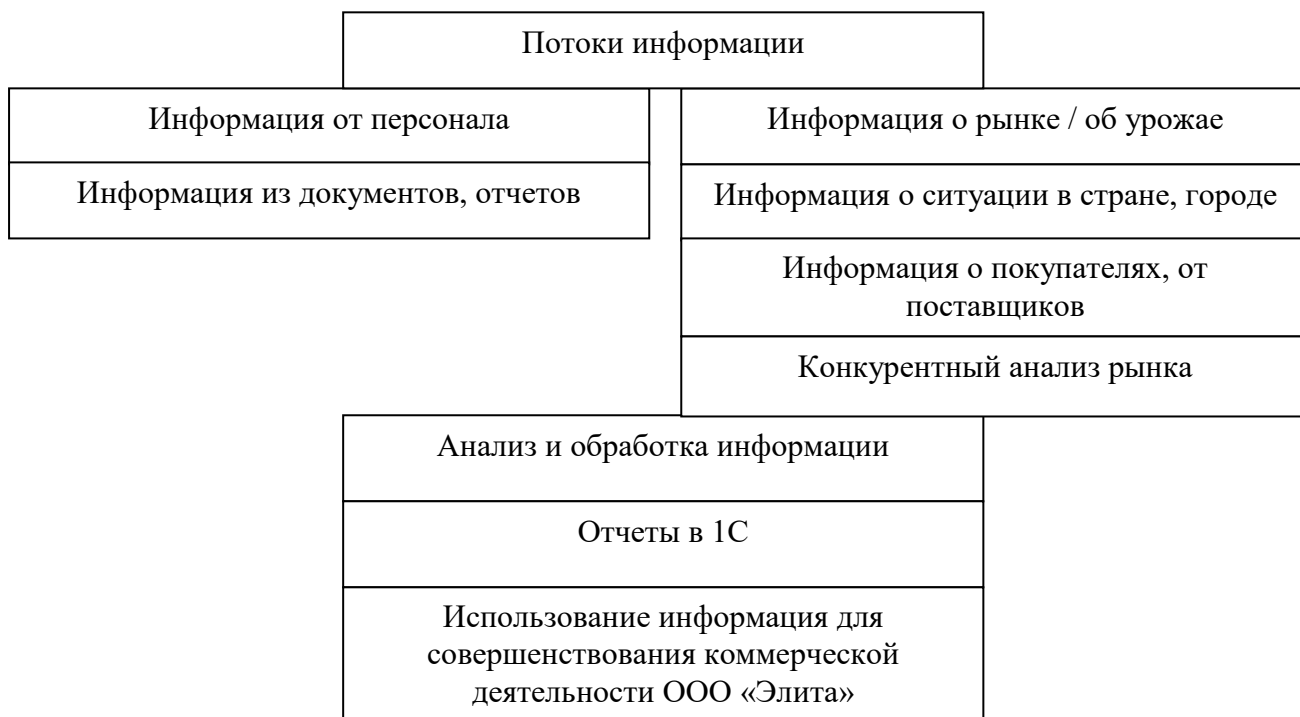 Потоки информации
Информация от персонала
Информация из документов, отчетов
Информация о рынке / об урожае
Информация о ситуации в стране, городе
Информация о покупателях, от
поставщиков
Конкурентный анализ рынка
Анализ и обработка информации
Отчеты в 1С
Использование информация для
совершенствования коммерческой
деятельности ООО «Элита»